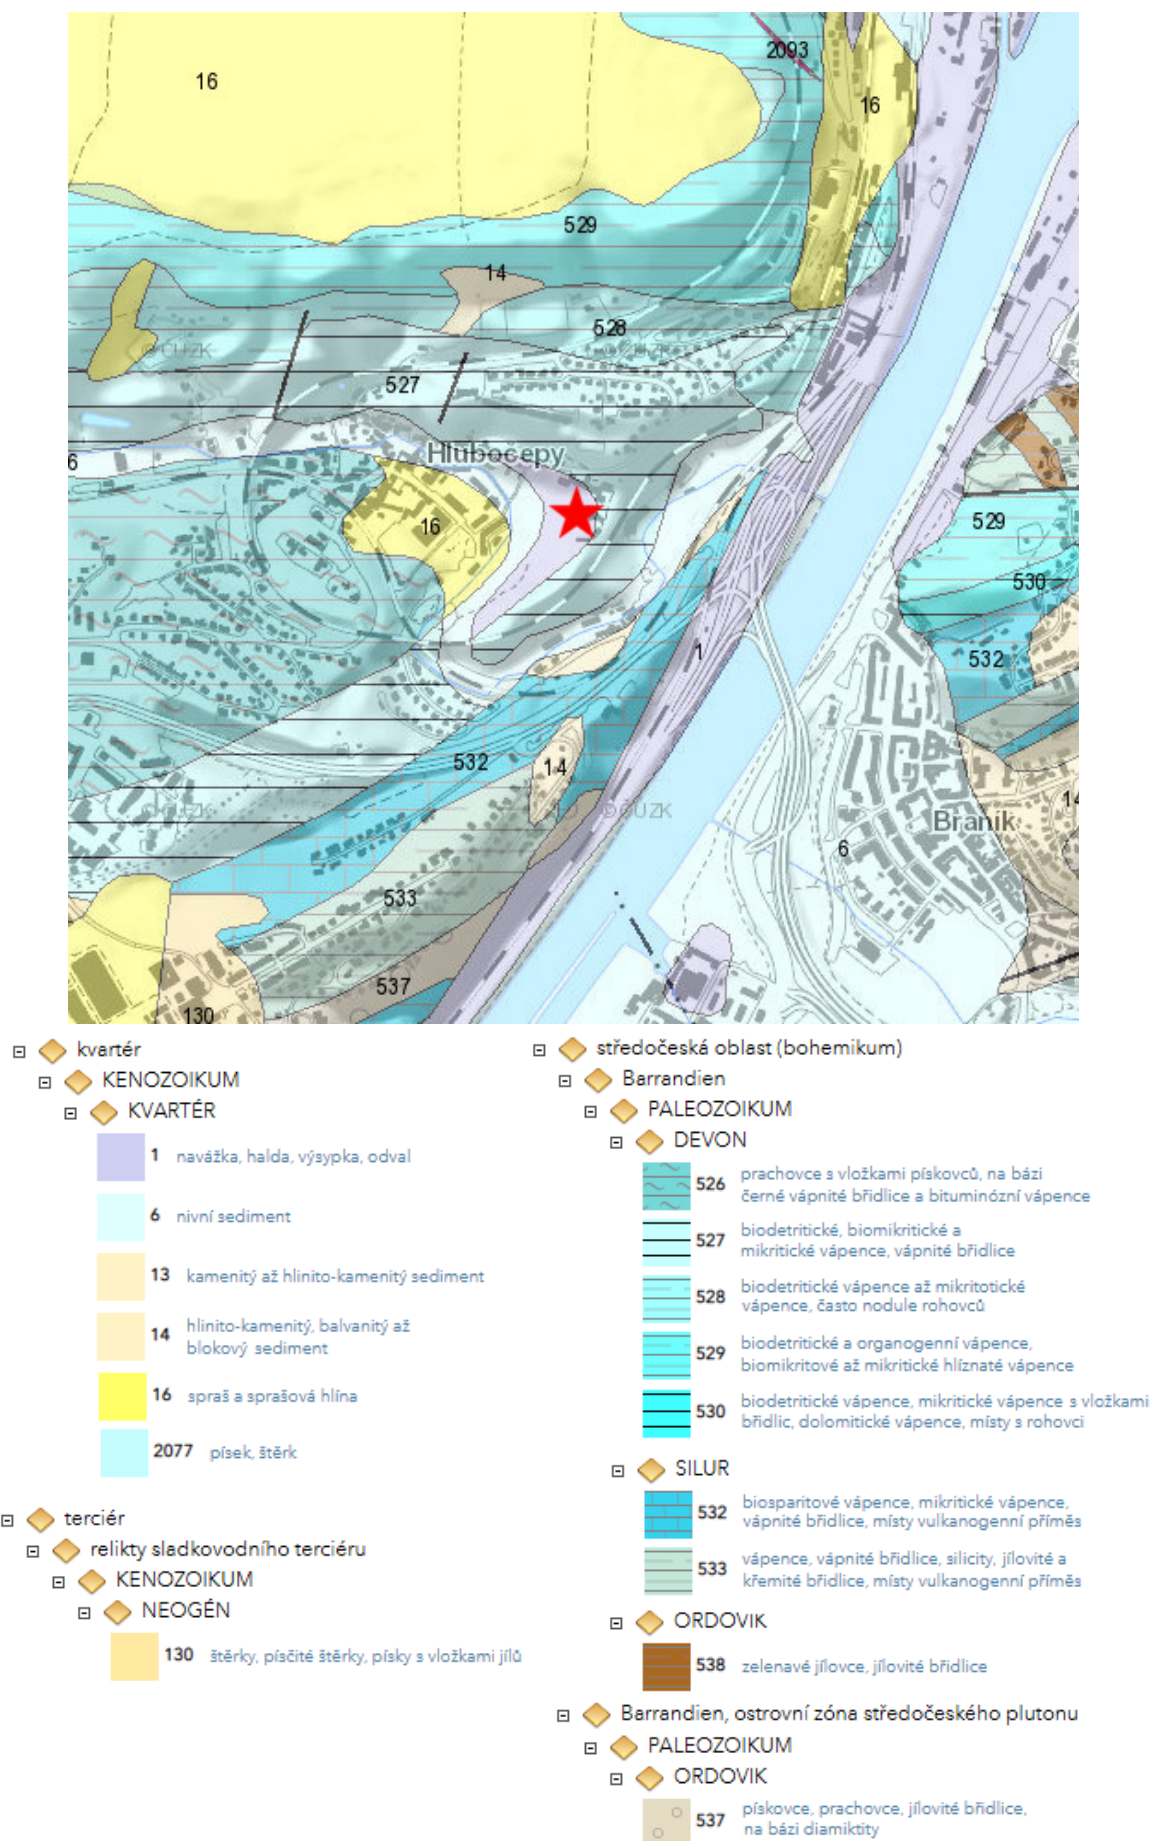 2093
16
16
529
14
528
©ČÚZK
527
Hlubočepy
6
16
529
530
1
532
532
14
©ČÚZK
14
Braník
6
533
537
130
kvartér
KENOZOIKUM
KVARTÉR
1 navážka, halda, výsypka, odval
6 nivní sediment
13 kamenitý až hlinito-kamenitý sediment
14 hlinito-kamenitý, balvanitý až
blokový sediment
16 spraš a sprašová hlína
2077 písek, štěrk
terciér
relikty sladkovodního terciéru
KENOZOIKUM
NEOGÉN
130 štěrky, písčité štěrky, písky s vložkami jílů
středočeská oblast (bohemikum)
Barrandien
PALEOZOIKUM
DEVON
526 prachovce s vložkami pískovců, na bázi
černé vápnité břidlice a bituminózní vápence
527 biodetritické, biomikritické a
mikritické vápence, vápnité břidlice
528 biodetritické vápence až mikritotické
vápence, často nodule rohovců
529 biodetritické a organogenní vápence,
biomikritové až mikritické hlíznaté vápence
530 biodetritické vápence, mikritické vápence s vložkami
břidlic, dolomitické vápence, místy s rohovci
SILUR
532 biosparitové vápence, mikritické vápence,
vápnité břidlice, místy vulkanogenní příměs
533 vápence, vápnité břidlice, silicity, jílovité a
křemité břidlice, místy vulkanogenní příměs
ORDOVIK
538 zelenavé jílovce, jílovité břidlice
Barrandien, ostrovní zóna středočeského plutonu
PALEOZOIKUM
ORDOVIK
537 pískovce, prachovce, jílovité břidlice,
na bázi diamiktity